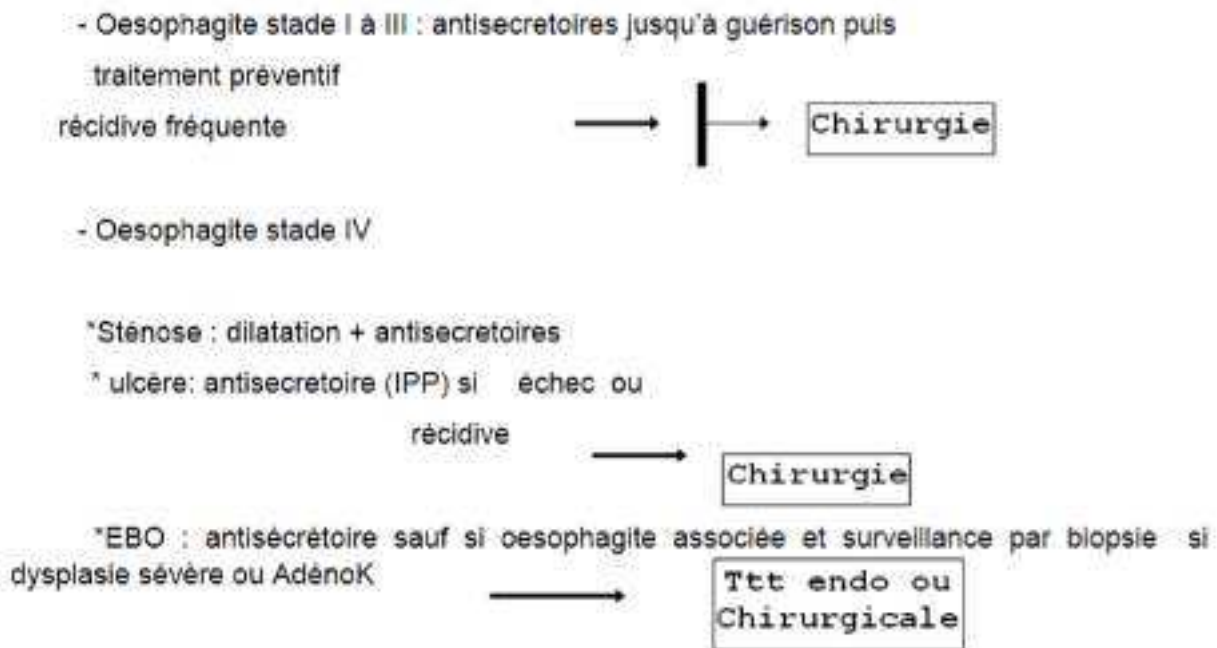 - Oesophagite stade I à III : antisecretoires jusqu'à guérison puis
traitement préventif
récidive fréquente
Chirurgie
- Oesophagite stade IV
*Sténose : dilatation + antisecretoires
* ulcère: antisecretoire (IPP) si échec ou
récidive
Chirurgie
*EBO : antisécrétoire sauf si oesophagite associée et surveillance par biopsie si
dysplasie sévère ou AdénoK
Ttt endo ou
Chirurgicale